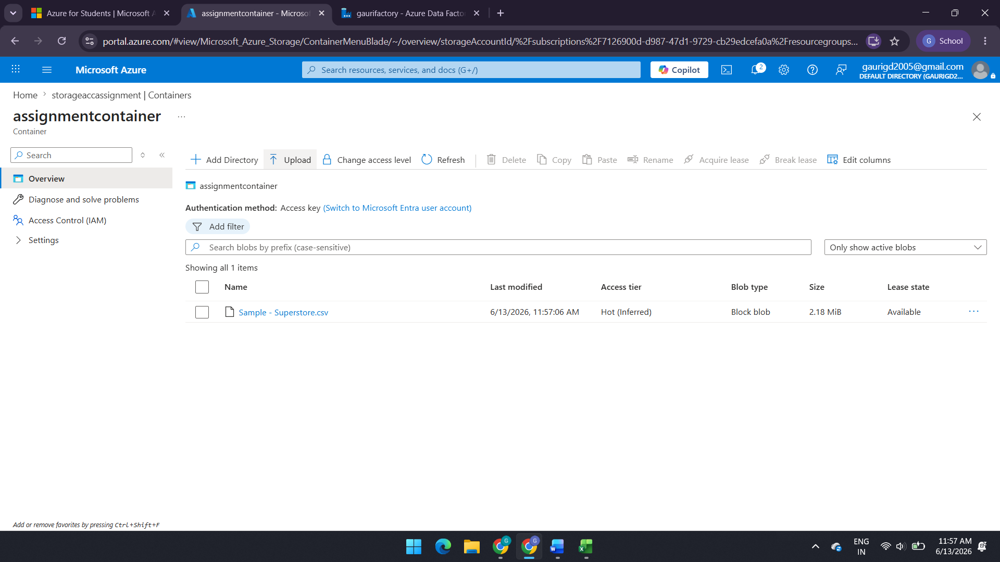 Azure for Students | Microsoft A
assignmentcontainer - Microsof
gaurifactory - Azure Data Facto
portal.azure.com/#view/Microsoft_Azure_Storage/ContainerMenuBlade/~/overview/storageAccountId/%2Fsubscriptions%2F7126900d-d987-47d1-9729-cb29edcefa0a%2Fresourcegroups...
G School
Microsoft Azure
Search resources, services, and docs (G+/)
Copilot
2
gaurigd2005@gmail.com
DEFAULT DIRECTORY (GAURIGD2...
Home > storageaccassignment | Containers
assignmentcontainer ...
Container
Search
Add Directory
Upload
Change access level
Refresh
Delete
Copy
Paste
Rename
Acquire lease
Break lease
Edit columns
Overview
Diagnose and solve problems
Access Control (IAM)
Settings
assignmentcontainer
Authentication method: Access key (Switch to Microsoft Entra user account)
Add filter
Search blobs by prefix (case-sensitive)
Only show active blobs
Showing all 1 items
Name Last modified Access tier Blob type Size Lease state
Sample - Superstore.csv 6/13/2026, 11:57:06 AM Hot (Inferred) Block blob 2.18 MiB Available ...
Add or remove favorites by pressing Ctrl+Shift+F
G
G
ENG
IN
11:57 AM
6/13/2026